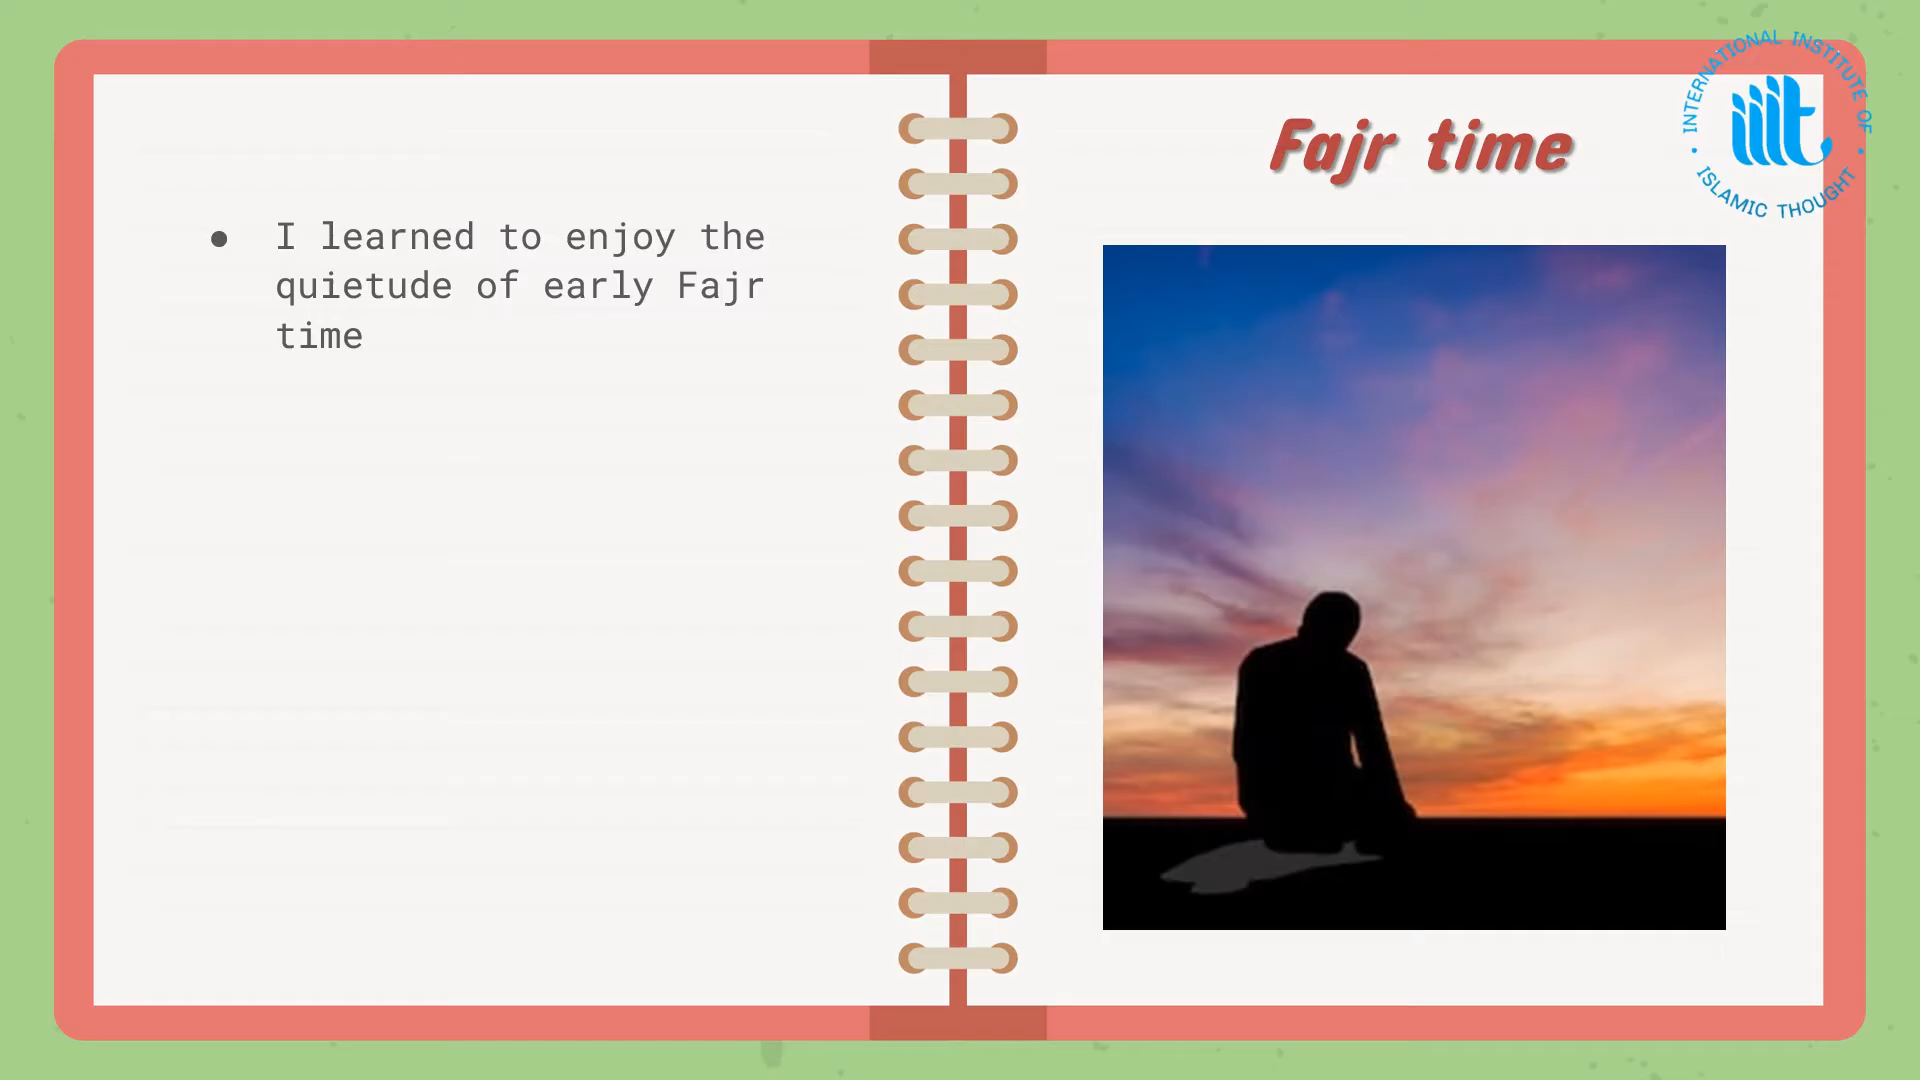 ● I learned to enjoy the
quietude of early Fajr
time
Fajr time
INTERNATIONAL INSTITUTE OF
iiit
• ISLAMIC THOUGHT •